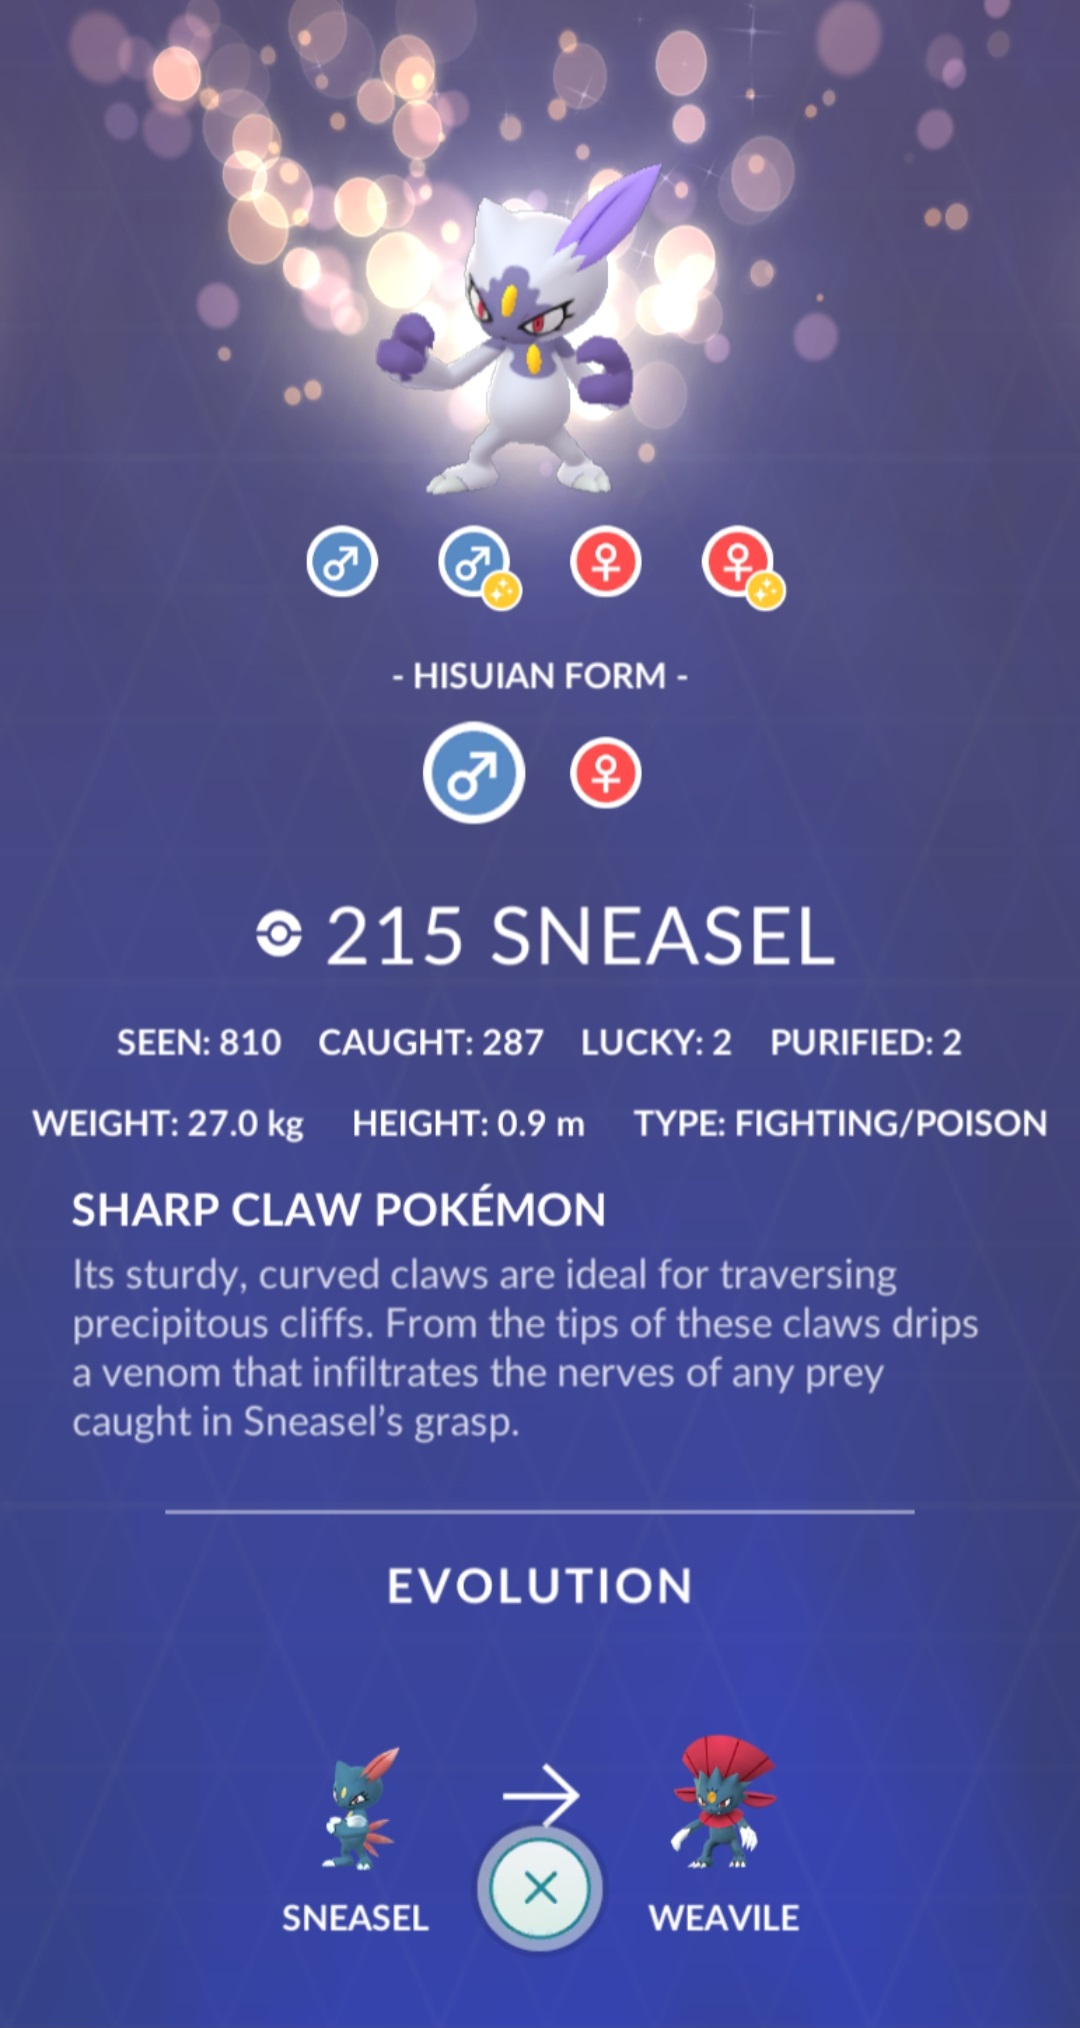 - HISUIAN FORM -
215 SNEASEL
SEEN: 810 CAUGHT: 287 LUCKY: 2 PURIFIED: 2
WEIGHT: 27.0 kg HEIGHT: 0.9 m TYPE: FIGHTING/POISON
SHARP CLAW POKÉMON
Its sturdy, curved claws are ideal for traversing
precipitous cliffs. From the tips of these claws drips
a venom that infiltrates the nerves of any prey
caught in Sneasel’s grasp.
EVOLUTION
SNEASEL WEAVILE